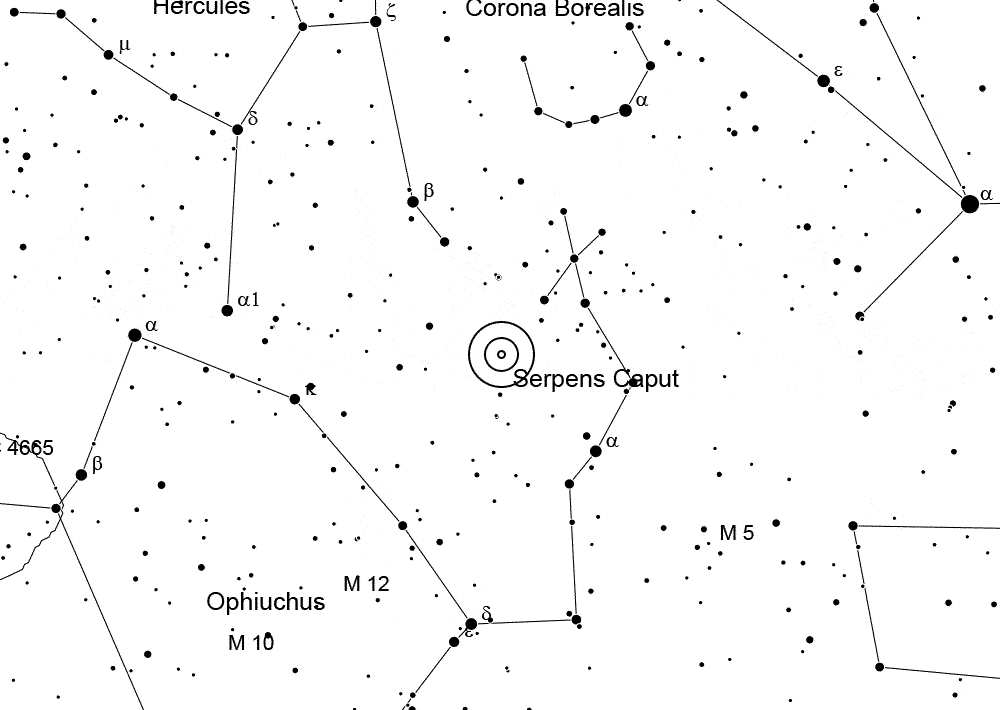 Hercules
ζ
Corona Borealis
μ
ε
α
δ
β
α
α1
α
κ
Serpens Caput
4665
β
α
M 5
M 12
Ophiuchus
δ
ε
M 10